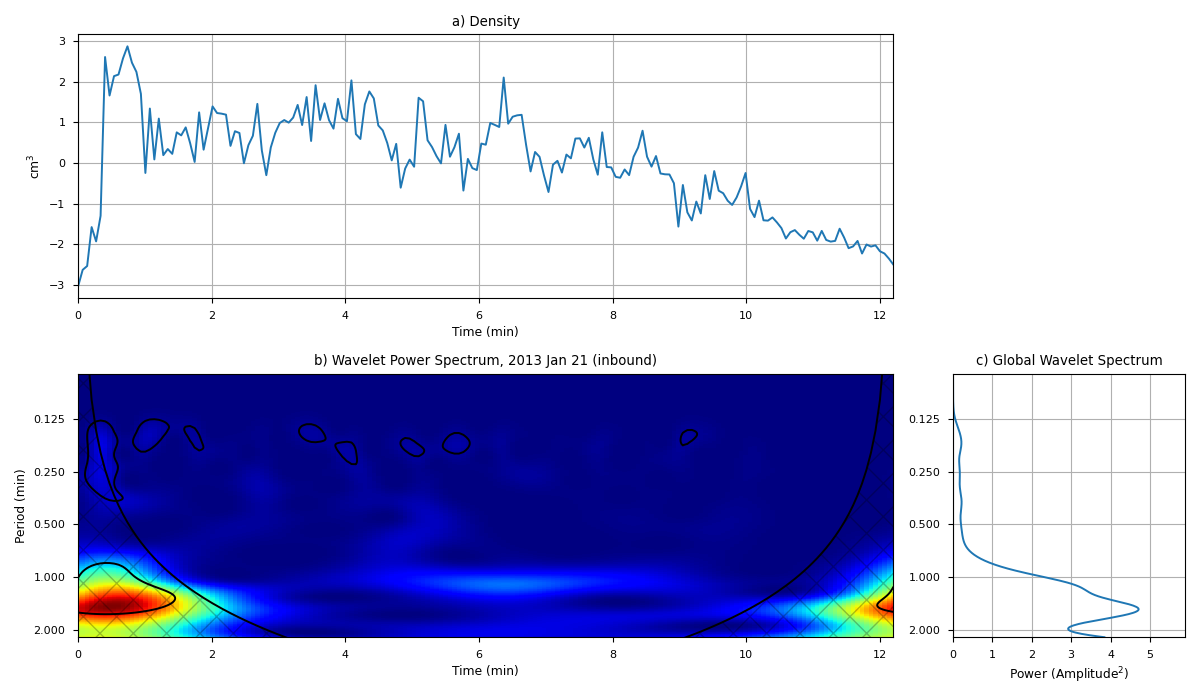 a) Density
3
2
1
0
−1
−2
−3
cm³
0 2 4 6 8 10 12
Time (min)
b) Wavelet Power Spectrum, 2013 Jan 21 (inbound)
0.125
0.250
0.500
1.000
2.000
Period (min)
0 2 4 6 8 10 12
Time (min)
c) Global Wavelet Spectrum
0.125
0.250
0.500
1.000
2.000
0 1 2 3 4 5
Power (Amplitude²)